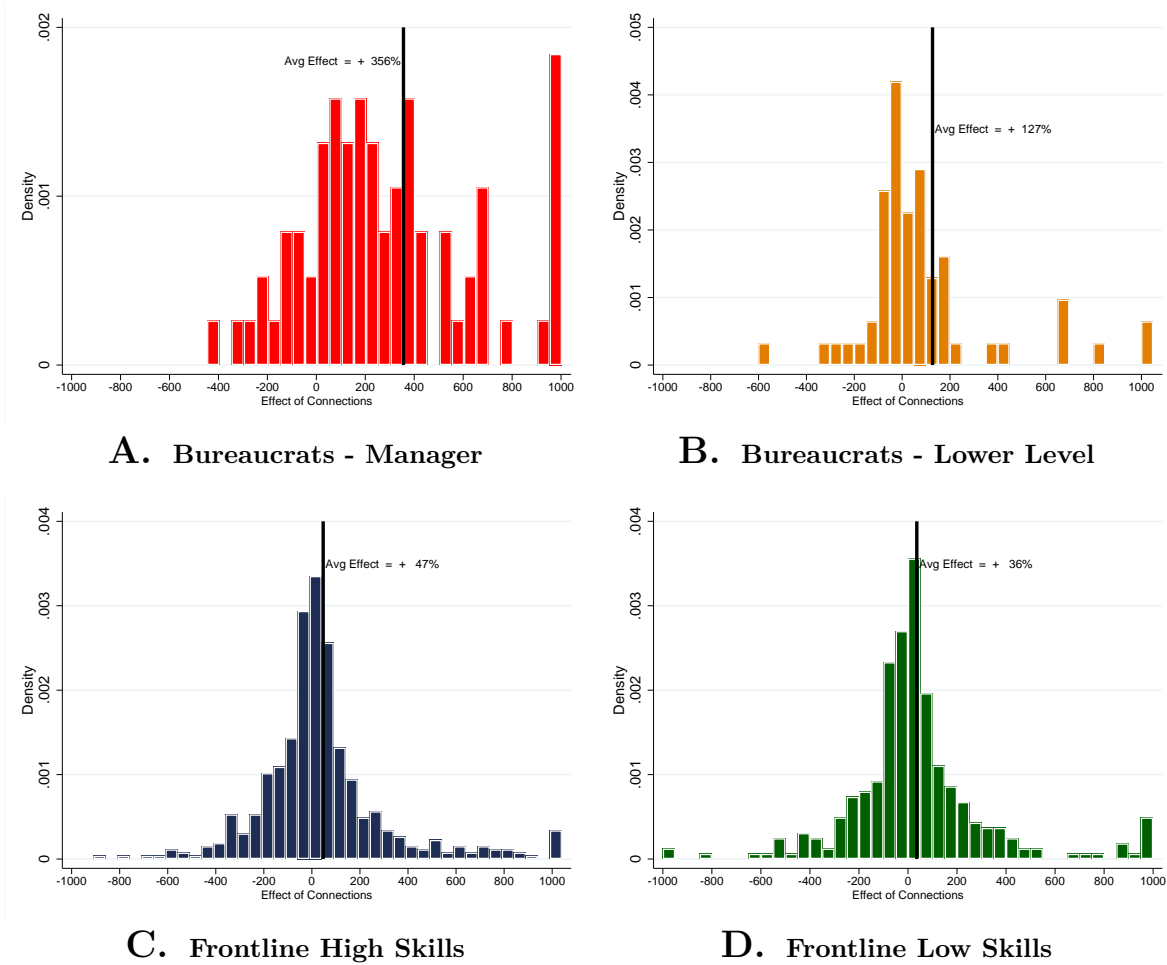 .002
Avg Effect = + 356%
.001
Density
0
-1000 -800 -600 -400 -200 0 200 400 600 800 1000
Effect of Connections
A. Bureaucrats - Manager
.005
.004
Avg Effect = + 127%
.003
Density
.002
.001
0
-1000 -800 -600 -400 -200 0 200 400 600 800 1000
Effect of Connections
B. Bureaucrats - Lower Level
.004
Avg Effect = + 47%
.003
Density
.002
.001
0
-1000 -800 -600 -400 -200 0 200 400 600 800 1000
Effect of Connections
C. Frontline High Skills
.004
Avg Effect = + 36%
.003
Density
.002
.001
0
-1000 -800 -600 -400 -200 0 200 400 600 800 1000
Effect of Connections
D. Frontline Low Skills